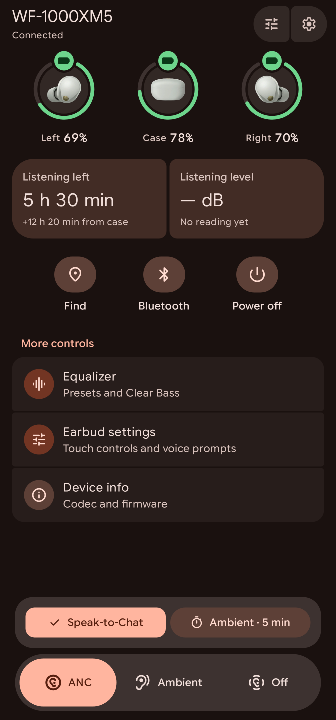 WF-1000XM5
Connected
Left 69%
Case 78%
Right 70%
Listening left
5 h 30 min
+12 h 20 min from case
Listening level
— dB
No reading yet
Find
Bluetooth
Power off
More controls
Equalizer
Presets and Clear Bass
Earbud settings
Touch controls and voice prompts
Device info
Codec and firmware
Speak-to-Chat
Ambient · 5 min
ANC
Ambient
Off